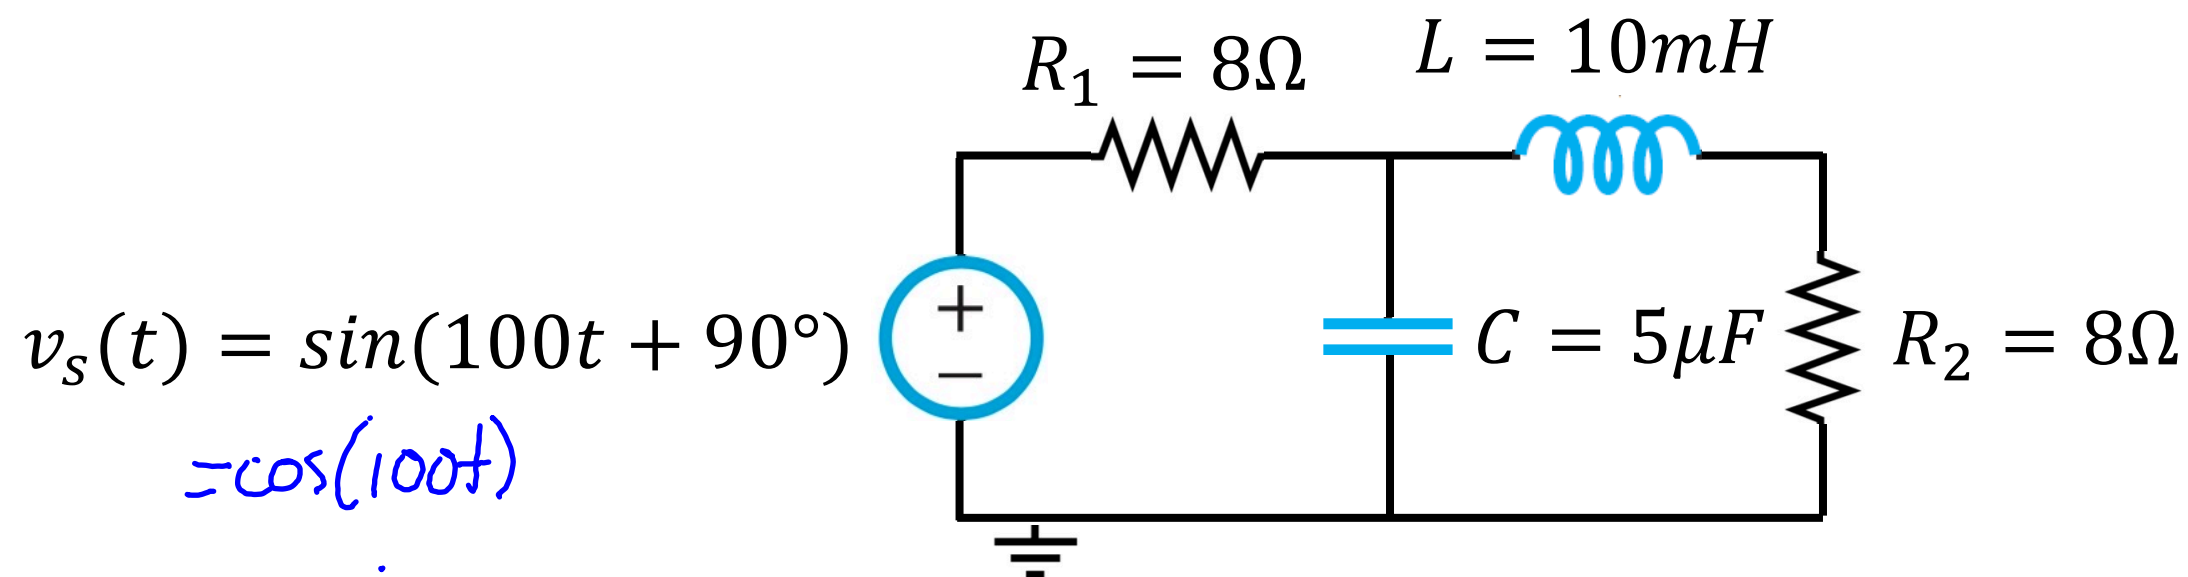 R₁ = 8Ω
L = 10mH
vₛ(t) = sin(100t + 90°)
+
−
C = 5μF
R₂ = 8Ω
=cos(100t)